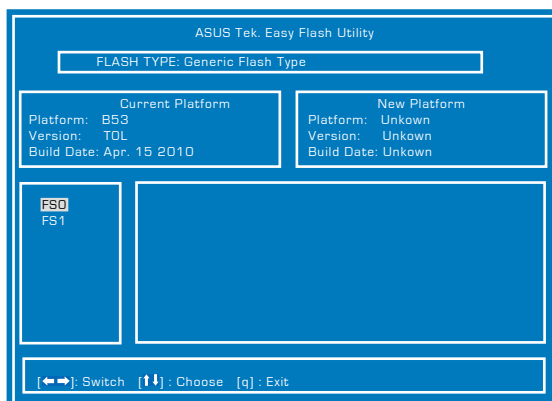 ASUS Tek. Easy Flash Utility
FLASH TYPE: Generic Flash Type
Current Platform
Platform: B53
Version: TOL
Build Date: Apr. 15 2010
New Platform
Platform: Unkown
Version: Unkown
Build Date: Unkown
FS0
FS1
[←→]: Switch [↑↓] : Choose [q] : Exit